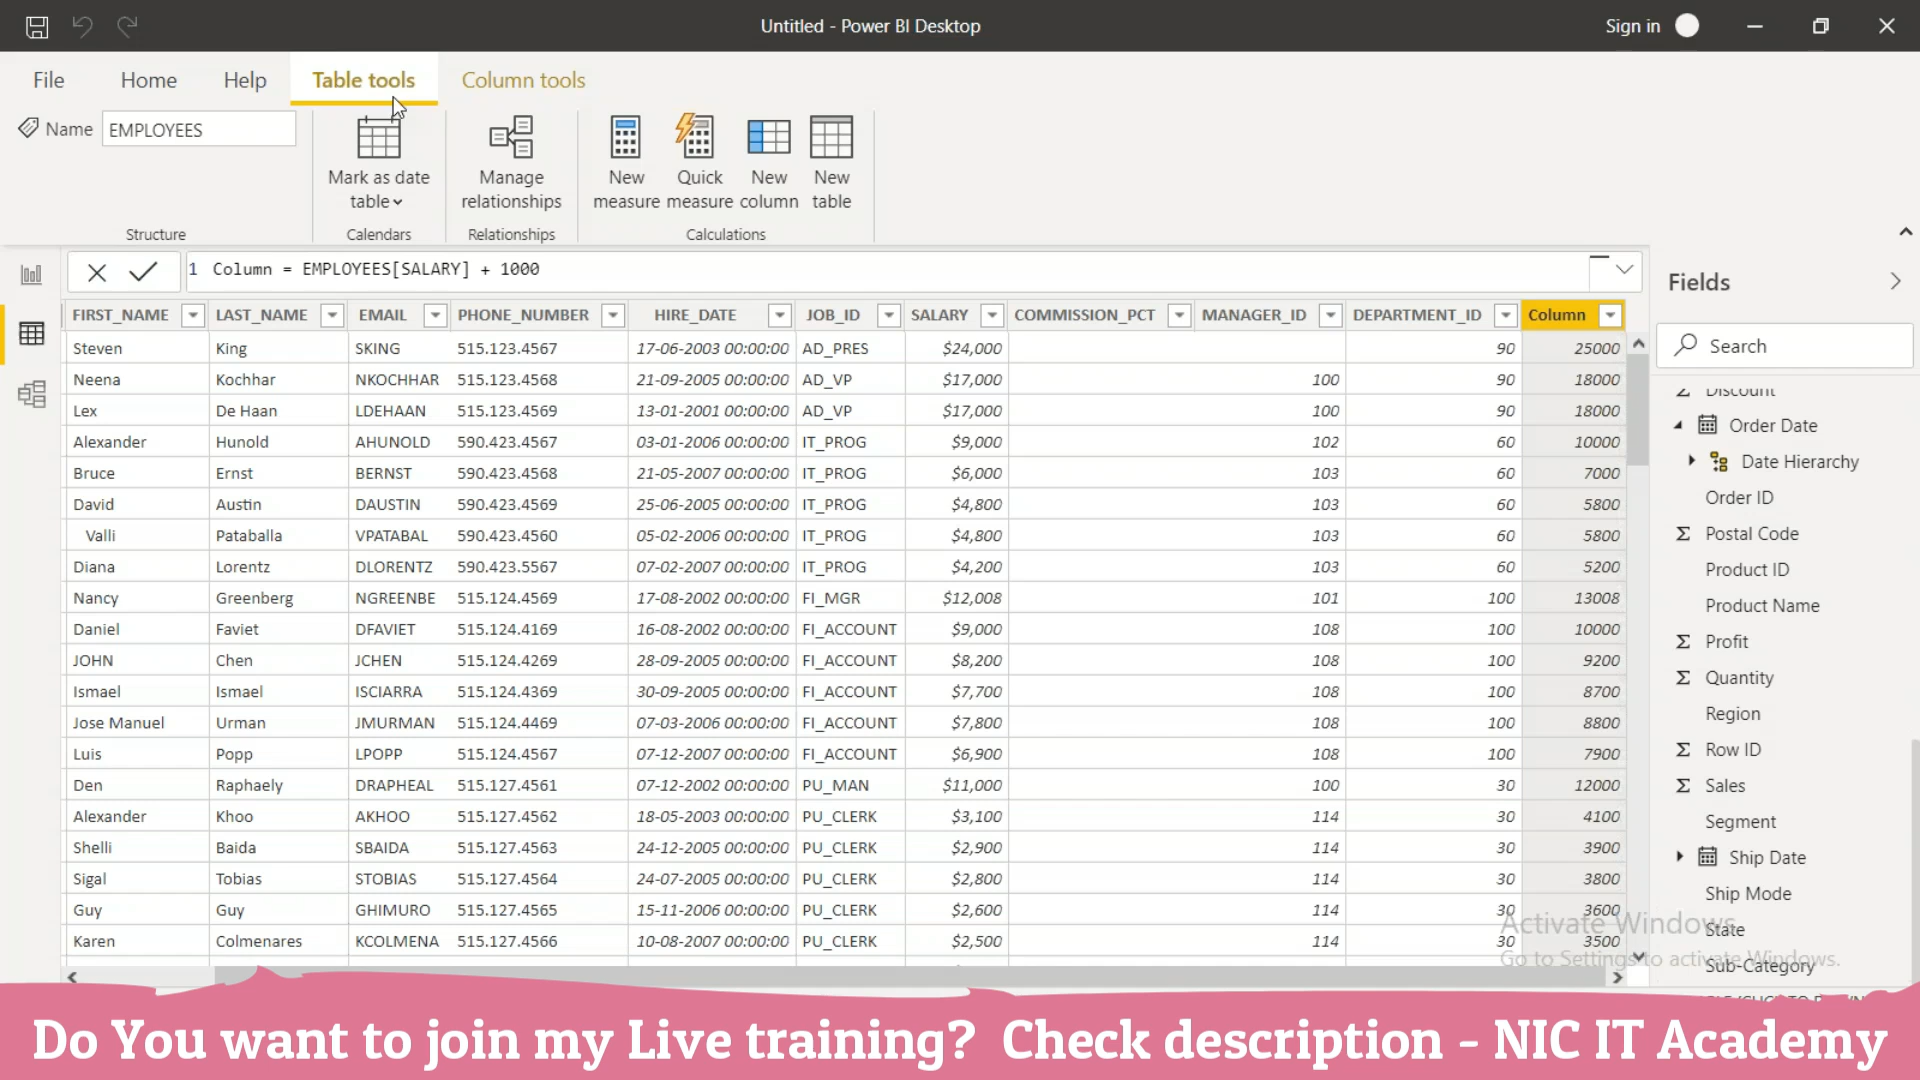 Untitled - Power BI Desktop
Sign in
File Home Help Table tools Column tools
Name EMPLOYEES
Mark as date table
Manage relationships
New measure
Quick measure
New column
New table
Structure Calendars Relationships Calculations
1 Column = EMPLOYEES[SALARY] + 1000
FIRST_NAME LAST_NAME EMAIL PHONE_NUMBER HIRE_DATE JOB_ID SALARY COMMISSION_PCT MANAGER_ID DEPARTMENT_ID Column
Steven King SKING 515.123.4567 17-06-2003 00:00:00 AD_PRES $24,000 90 25000
Neena Kochhar NKOCHHAR 515.123.4568 21-09-2005 00:00:00 AD_VP $17,000 100 90 18000
Lex De Haan LDEHAAN 515.123.4569 13-01-2001 00:00:00 AD_VP $17,000 100 90 18000
Alexander Hunold AHUNOLD 590.423.4567 03-01-2006 00:00:00 IT_PROG $9,000 102 60 10000
Bruce Ernst BERNST 590.423.4568 21-05-2007 00:00:00 IT_PROG $6,000 103 60 7000
David Austin DAUSTIN 590.423.4569 25-06-2005 00:00:00 IT_PROG $4,800 103 60 5800
Valli Pataballa VPATABAL 590.423.4560 05-02-2006 00:00:00 IT_PROG $4,800 103 60 5800
Diana Lorentz DLORENTZ 590.423.5567 07-02-2007 00:00:00 IT_PROG $4,200 103 60 5200
Nancy Greenberg NGREENBE 515.124.4569 17-08-2002 00:00:00 FI_MGR $12,008 101 100 13008
Daniel Faviet DFAVIET 515.124.4169 16-08-2002 00:00:00 FI_ACCOUNT $9,000 108 100 10000
JOHN Chen JCHEN 515.124.4269 28-09-2005 00:00:00 FI_ACCOUNT $8,200 108 100 9200
Ismael Ismael ISCIARRA 515.124.4369 30-09-2005 00:00:00 FI_ACCOUNT $7,700 108 100 8700
Jose Manuel Urman JMURMAN 515.124.4469 07-03-2006 00:00:00 FI_ACCOUNT $7,800 108 100 8800
Luis Popp LPOPP 515.124.4567 07-12-2007 00:00:00 FI_ACCOUNT $6,900 108 100 7900
Den Raphaely DRAPHEAL 515.127.4561 07-12-2002 00:00:00 PU_MAN $11,000 100 30 12000
Alexander Khoo AKHOO 515.127.4562 18-05-2003 00:00:00 PU_CLERK $3,100 114 30 4100
Shelli Baida SBAIDA 515.127.4563 24-12-2005 00:00:00 PU_CLERK $2,900 114 30 3900
Sigal Tobias STOBIAS 515.127.4564 24-07-2005 00:00:00 PU_CLERK $2,800 114 30 3800
Guy Guy GHIMURO 515.127.4565 15-11-2006 00:00:00 PU_CLERK $2,600 114 30 3600
Karen Colmenares KCOLMENA 515.127.4566 10-08-2007 00:00:00 PU_CLERK $2,500 114 30 3500
Fields
Search
Discount
Order Date
Date Hierarchy
Order ID
Postal Code
Product ID
Product Name
Profit
Quantity
Region
Row ID
Sales
Segment
Ship Date
Ship Mode
State
Sub-Category
Activate Windows
Go to Settings to activate Windows.
Do You want to join my Live training? Check description - NIC IT Academy